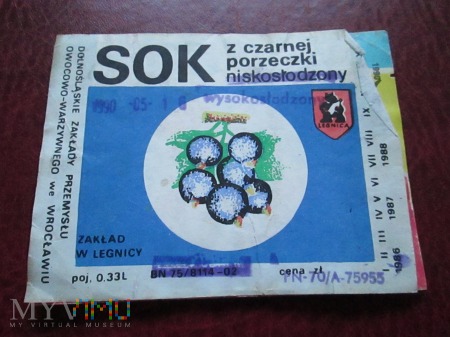 SOK
z czarnej
porzeczki
niskosłodzony
wysokosłodzony
1990 -05- 1 8
LEGNICA
DOLNOŚLĄSKIE ZAKŁADY PRZEMYSŁU
OWOCOWO-WARZYWNEGO we WROCŁAWIU
ZAKŁAD
W LEGNICY
poj. 0.33L
BN 75/8114-02
cena zł
PN-70/A-75955
I II III IV V VI VII VIII IX
1986 1987 1988
MYVIMU
MY VIRTUAL MUSEUM